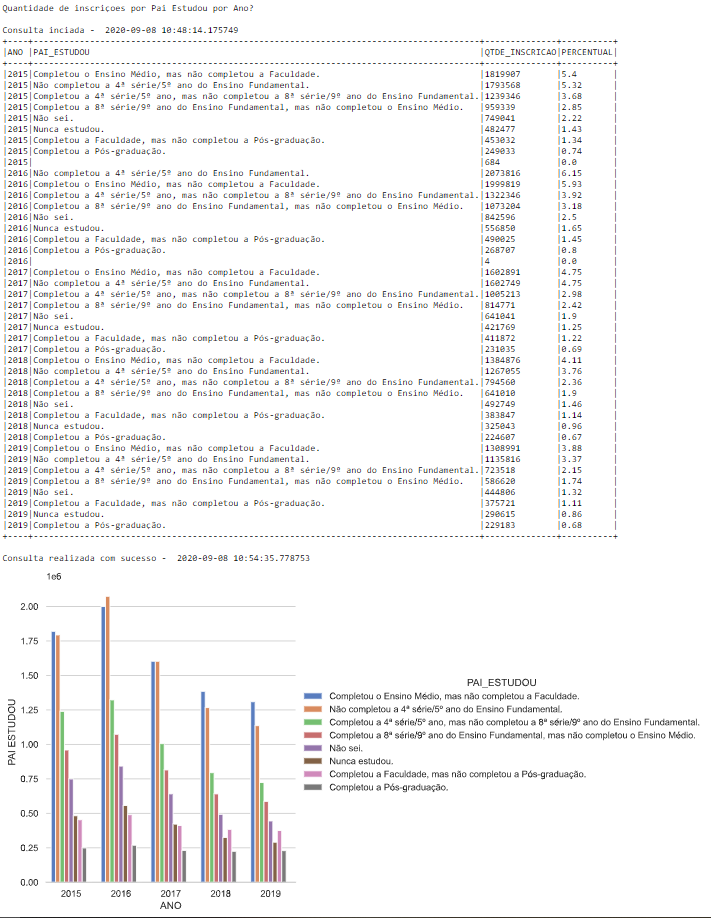 Quantidade de inscriçoes por Pai Estudou por Ano?
Consulta inciada -  2020-09-08 10:48:14.175749
+----+------------------------------------------------------------------------------------------+--------------+----------+
|ANO |PAI_ESTUDOU |QTDE_INSCRICAO|PERCENTUAL|
+----+------------------------------------------------------------------------------------------+--------------+----------+
|2015|Completou o Ensino Médio, mas não completou a Faculdade. |1819907 |5.4 |
|2015|Não completou a 4ª série/5º ano do Ensino Fundamental. |1793568 |5.32 |
|2015|Completou a 4ª série/5º ano, mas não completou a 8ª série/9º ano do Ensino Fundamental.|1239346 |3.68 |
|2015|Completou a 8ª série/9º ano do Ensino Fundamental, mas não completou o Ensino Médio. |959339 |2.85 |
|2015|Não sei. |749041 |2.22 |
|2015|Nunca estudou. |482477 |1.43 |
|2015|Completou a Faculdade, mas não completou a Pós-graduação. |453032 |1.34 |
|2015|Completou a Pós-graduação. |249033 |0.74 |
|2015| |684 |0.0 |
|2016|Não completou a 4ª série/5º ano do Ensino Fundamental. |2073816 |6.15 |
|2016|Completou o Ensino Médio, mas não completou a Faculdade. |1999819 |5.93 |
|2016|Completou a 4ª série/5º ano, mas não completou a 8ª série/9º ano do Ensino Fundamental.|1322346 |3.92 |
|2016|Completou a 8ª série/9º ano do Ensino Fundamental, mas não completou o Ensino Médio. |1073204 |3.18 |
|2016|Não sei. |842596 |2.5 |
|2016|Nunca estudou. |556850 |1.65 |
|2016|Completou a Faculdade, mas não completou a Pós-graduação. |490025 |1.45 |
|2016|Completou a Pós-graduação. |268707 |0.8 |
|2016| |4 |0.0 |
|2017|Completou o Ensino Médio, mas não completou a Faculdade. |1602891 |4.75 |
|2017|Não completou a 4ª série/5º ano do Ensino Fundamental. |1602749 |4.75 |
|2017|Completou a 4ª série/5º ano, mas não completou a 8ª série/9º ano do Ensino Fundamental.|1005213 |2.98 |
|2017|Completou a 8ª série/9º ano do Ensino Fundamental, mas não completou o Ensino Médio. |814771 |2.42 |
|2017|Não sei. |641041 |1.9 |
|2017|Nunca estudou. |421769 |1.25 |
|2017|Completou a Faculdade, mas não completou a Pós-graduação. |411872 |1.22 |
|2017|Completou a Pós-graduação. |231035 |0.69 |
|2018|Completou o Ensino Médio, mas não completou a Faculdade. |1384876 |4.11 |
|2018|Não completou a 4ª série/5º ano do Ensino Fundamental. |1267055 |3.76 |
|2018|Completou a 4ª série/5º ano, mas não completou a 8ª série/9º ano do Ensino Fundamental.|794560 |2.36 |
|2018|Completou a 8ª série/9º ano do Ensino Fundamental, mas não completou o Ensino Médio. |641010 |1.9 |
|2018|Não sei. |492749 |1.46 |
|2018|Completou a Faculdade, mas não completou a Pós-graduação. |383847 |1.14 |
|2018|Nunca estudou. |325043 |0.96 |
|2018|Completou a Pós-graduação. |224607 |0.67 |
|2019|Completou o Ensino Médio, mas não completou a Faculdade. |1308991 |3.88 |
|2019|Não completou a 4ª série/5º ano do Ensino Fundamental. |1135816 |3.37 |
|2019|Completou a 4ª série/5º ano, mas não completou a 8ª série/9º ano do Ensino Fundamental.|723518 |2.15 |
|2019|Completou a 8ª série/9º ano do Ensino Fundamental, mas não completou o Ensino Médio. |586620 |1.74 |
|2019|Não sei. |444806 |1.32 |
|2019|Completou a Faculdade, mas não completou a Pós-graduação. |375721 |1.11 |
|2019|Nunca estudou. |290615 |0.86 |
|2019|Completou a Pós-graduação. |229183 |0.68 |
+----+------------------------------------------------------------------------------------------+--------------+----------+
Consulta realizada com sucesso -  2020-09-08 10:54:35.778753
1e6
2.00
1.75
1.50
1.25
1.00
0.75
0.50
0.25
0.00
PAI ESTUDOU
2015 2016 2017 2018 2019
ANO
PAI_ESTUDOU
Completou o Ensino Médio, mas não completou a Faculdade.
Não completou a 4ª série/5º ano do Ensino Fundamental.
Completou a 4ª série/5º ano, mas não completou a 8ª série/9º ano do Ensino Fundamental.
Completou a 8ª série/9º ano do Ensino Fundamental, mas não completou o Ensino Médio.
Não sei.
Nunca estudou.
Completou a Faculdade, mas não completou a Pós-graduação.
Completou a Pós-graduação.